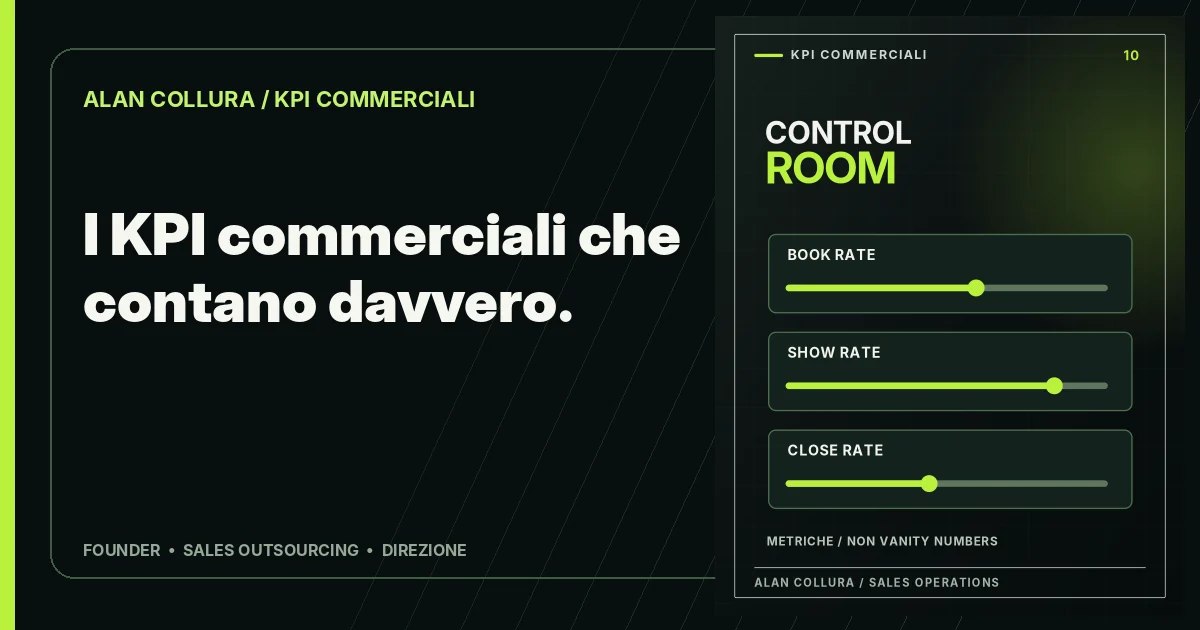 ALAN COLLURA / KPI COMMERCIALI
I KPI commerciali che
contano davvero.
FOUNDER • SALES OUTSOURCING • DIREZIONE
KPI COMMERCIALI
10
CONTROL
ROOM
BOOK RATE
SHOW RATE
CLOSE RATE
METRICHE / NON VANITY NUMBERS
ALAN COLLURA / SALES OPERATIONS